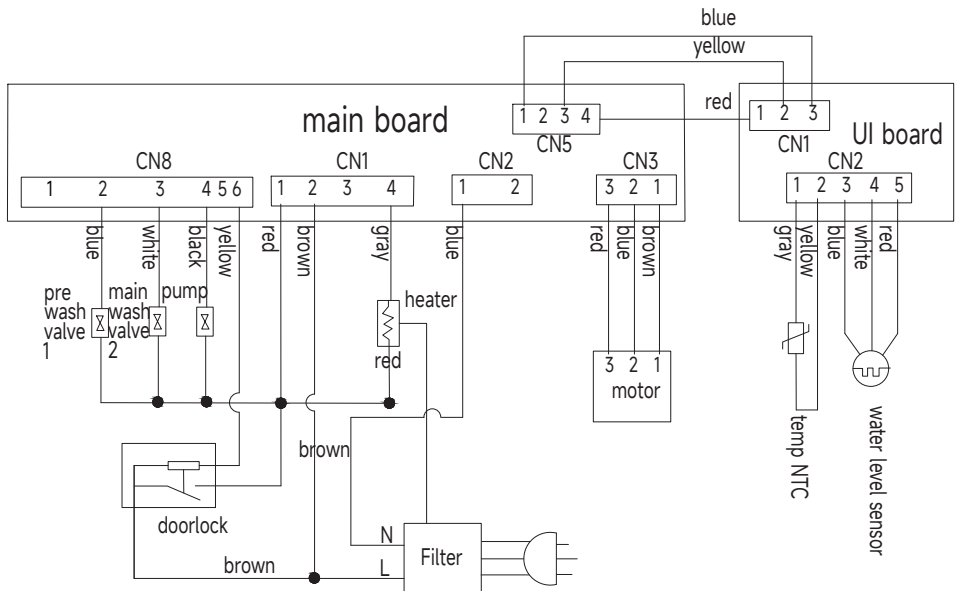 blue
yellow
red
main board
1 2 3 4
CN5
1 2 3
CN1
UI board
CN8
1 2 3 4 5 6
CN1
1 2 3 4
CN2
1 2
CN3
3 2 1
CN2
1 2 3 4 5
blue
white
black
yellow
red
brown
gray
blue
red
blue
brown
gray
yellow
blue
white
red
pre
wash
valve
1
main
wash
valve
2
pump
heater
red
3 2 1
motor
temp NTC
water level sensor
brown
doorlock
brown
N
L
Filter